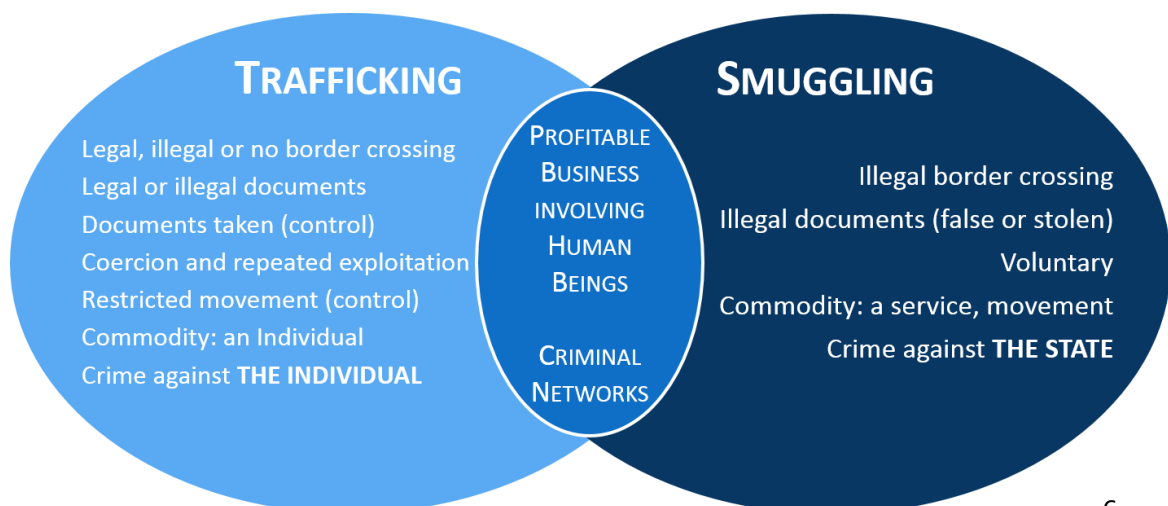 TRAFFICKING
Legal, illegal or no border crossing
Legal or illegal documents
Documents taken (control)
Coercion and repeated exploitation
Restricted movement (control)
Commodity: an Individual
Crime against THE INDIVIDUAL
PROFITABLE
BUSINESS
INVOLVING
HUMAN
BEINGS
CRIMINAL
NETWORKS
SMUGGLING
Illegal border crossing
Illegal documents (false or stolen)
Voluntary
Commodity: a service, movement
Crime against THE STATE